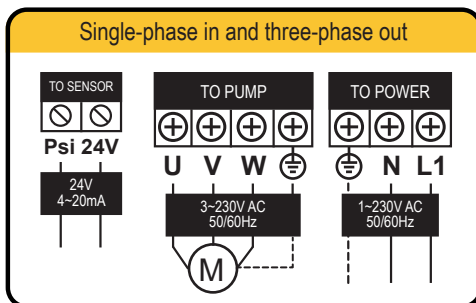 Single-phase in and three-phase out
TO SENSOR
Psi 24V
24V
4~20mA
TO PUMP
U V W
3~230V AC
50/60Hz
M
TO POWER
N L1
1~230V AC
50/60Hz